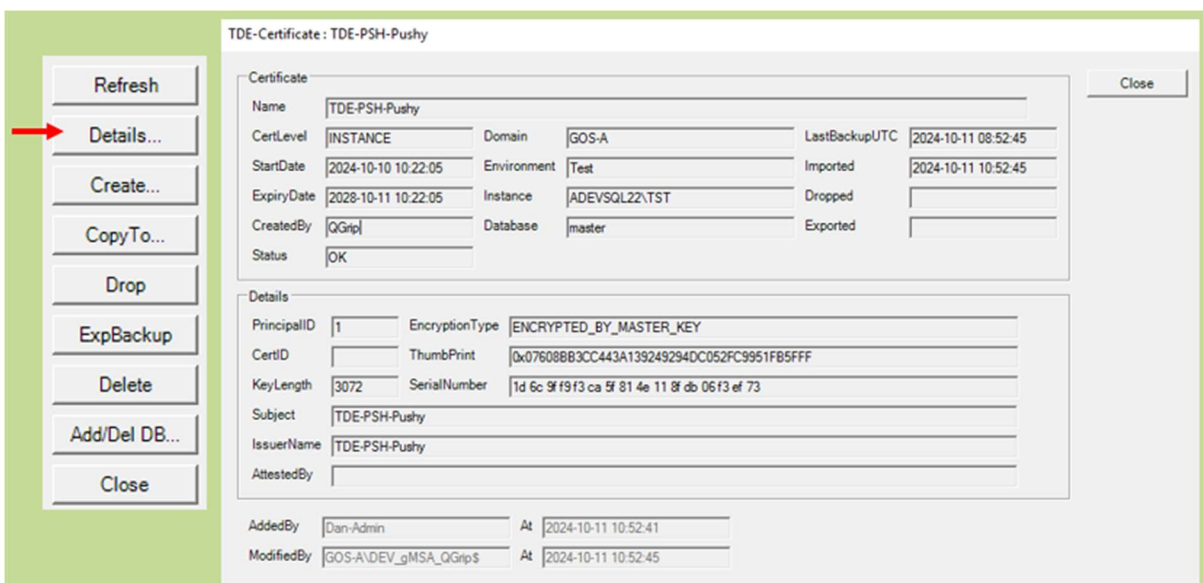 TDE-Certificate : TDE-PSH-Pushy
Refresh
Details...
Create...
CopyTo...
Drop
ExpBackup
Delete
Add/Del DB...
Close
Certificate
Close
Name TDE-PSH-Pushy
CertLevel INSTANCE Domain GOS-A LastBackupUTC 2024-10-11 08:52:45
StartDate 2024-10-10 10:22:05 Environment Test Imported 2024-10-11 10:52:45
ExpiryDate 2028-10-11 10:22:05 Instance ADEVSQL22\TST Dropped
CreatedBy QGrip Database master Exported
Status OK
Details
PrincipalID 1 EncryptionType ENCRYPTED_BY_MASTER_KEY
CertID ThumbPrint 0x07608BB3CC443A139249294DC052FC9951FB5FFF
KeyLength 3072 SerialNumber 1d 6c 9f f9 f3 ca 5f 81 4e 11 8f db 06 f3 ef 73
Subject TDE-PSH-Pushy
IssuerName TDE-PSH-Pushy
AttestedBy
AddedBy Dan-Admin At 2024-10-11 10:52:41
ModifiedBy GOS-A\DEV_gMSA_QGrip$ At 2024-10-11 10:52:45